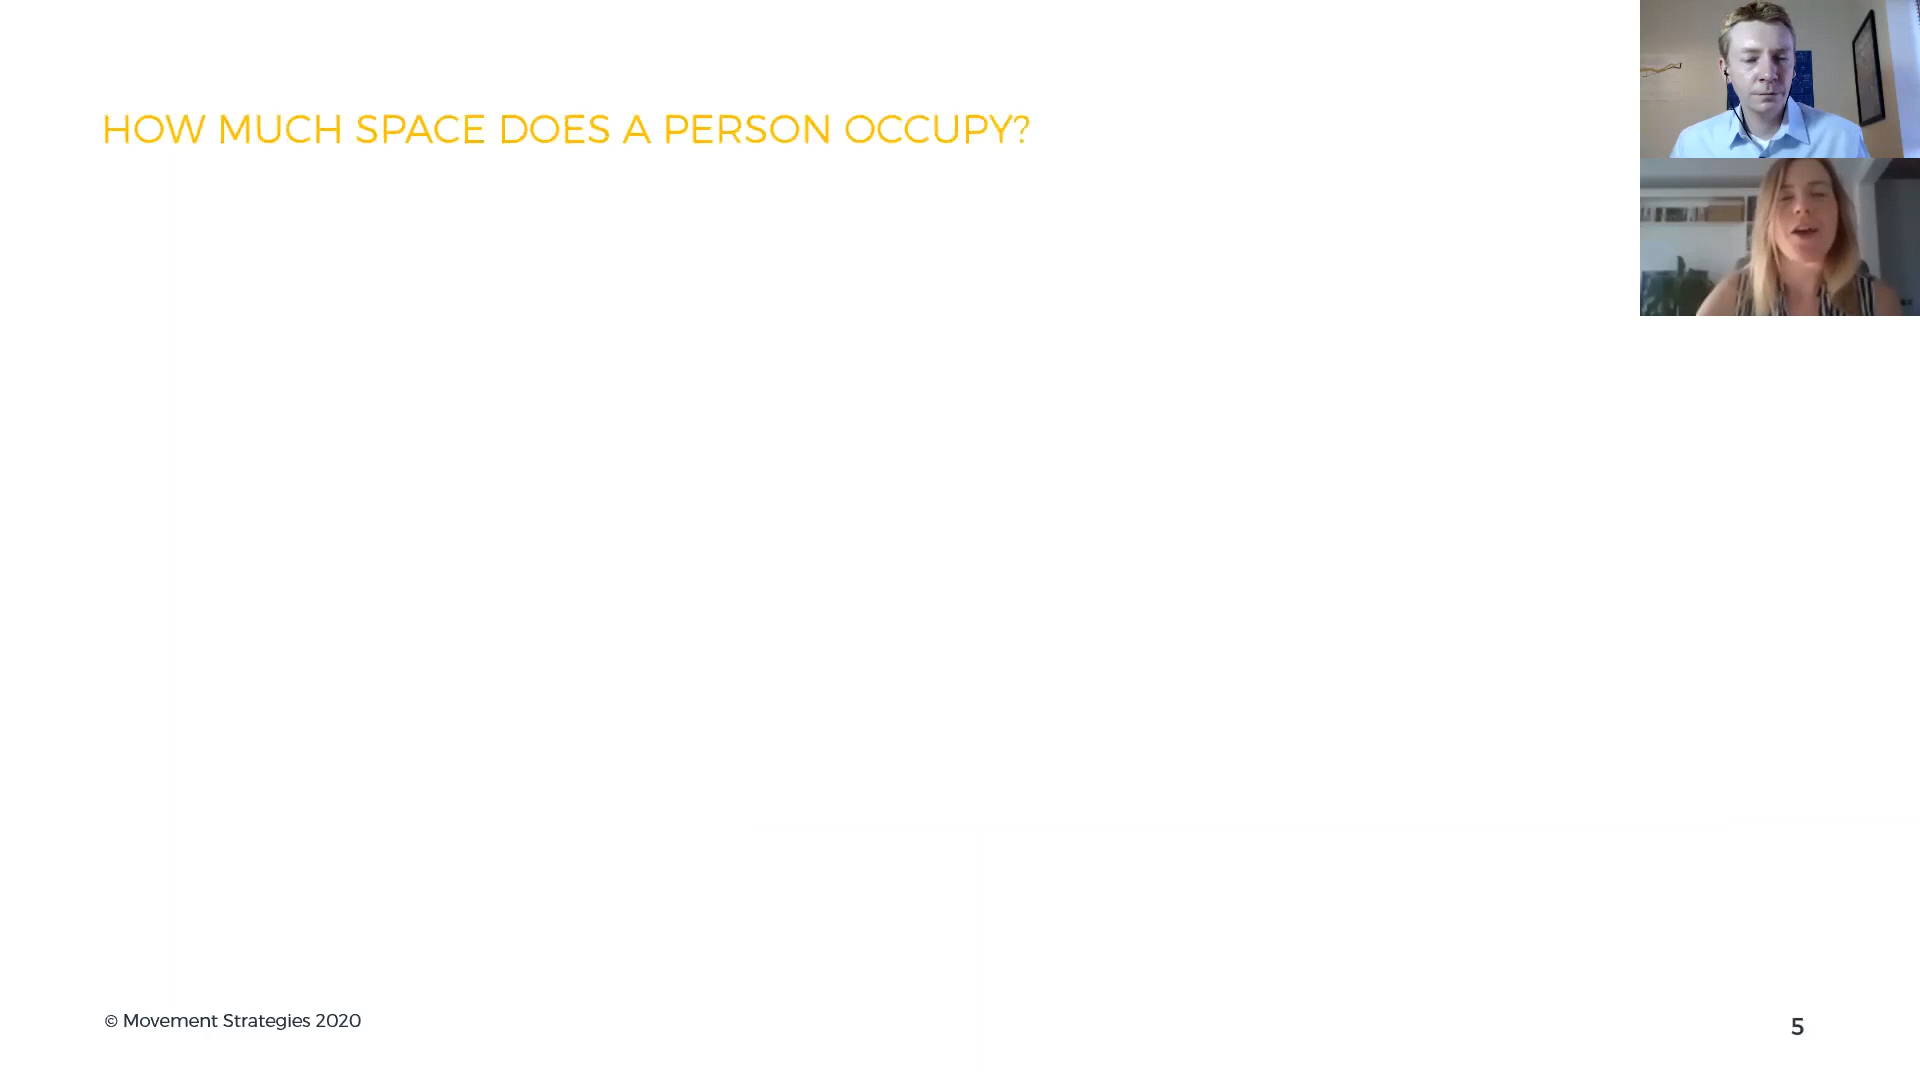 HOW MUCH SPACE DOES A PERSON OCCUPY?
© Movement Strategies 2020
5